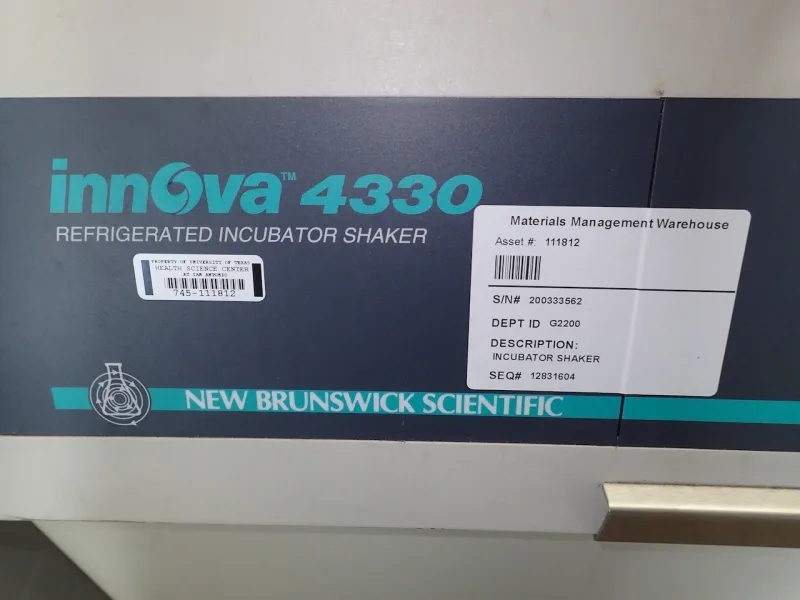 innova™ 4330
REFRIGERATED INCUBATOR SHAKER
PROPERTY OF UNIVERSITY OF TEXAS
HEALTH SCIENCE CENTER
AT SAN ANTONIO
745-111812
Materials Management Warehouse
Asset #: 111812
S/N# 200333562
DEPT ID G2200
DESCRIPTION:
INCUBATOR SHAKER
SEQ# 12831604
NEW BRUNSWICK SCIENTIFIC